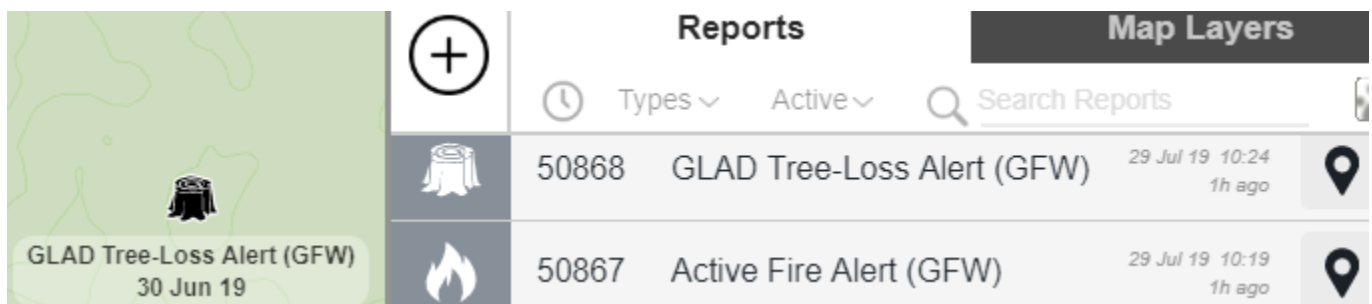 Reports
Map Layers
Types
Active
Search Reports
50868 GLAD Tree-Loss Alert (GFW) 29 Jul 19 10:24
1h ago
50867 Active Fire Alert (GFW) 29 Jul 19 10:19
1h ago
GLAD Tree-Loss Alert (GFW)
30 Jun 19